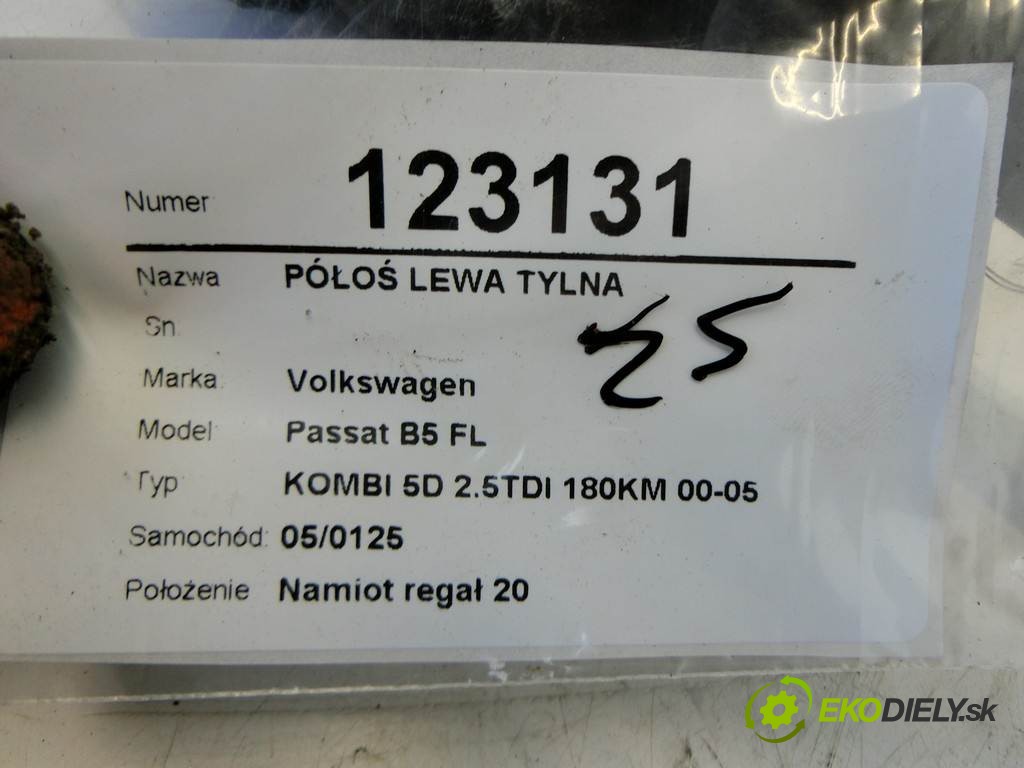 Numer 123131
Nazwa PÓŁOŚ LEWA TYLNA
Sn
Marka Volkswagen
Model Passat B5 FL
Typ KOMBI 5D 2.5TDI 180KM 00-05
Samochód: 05/0125
Położenie Namiot regał 20
EKODIELY.sk